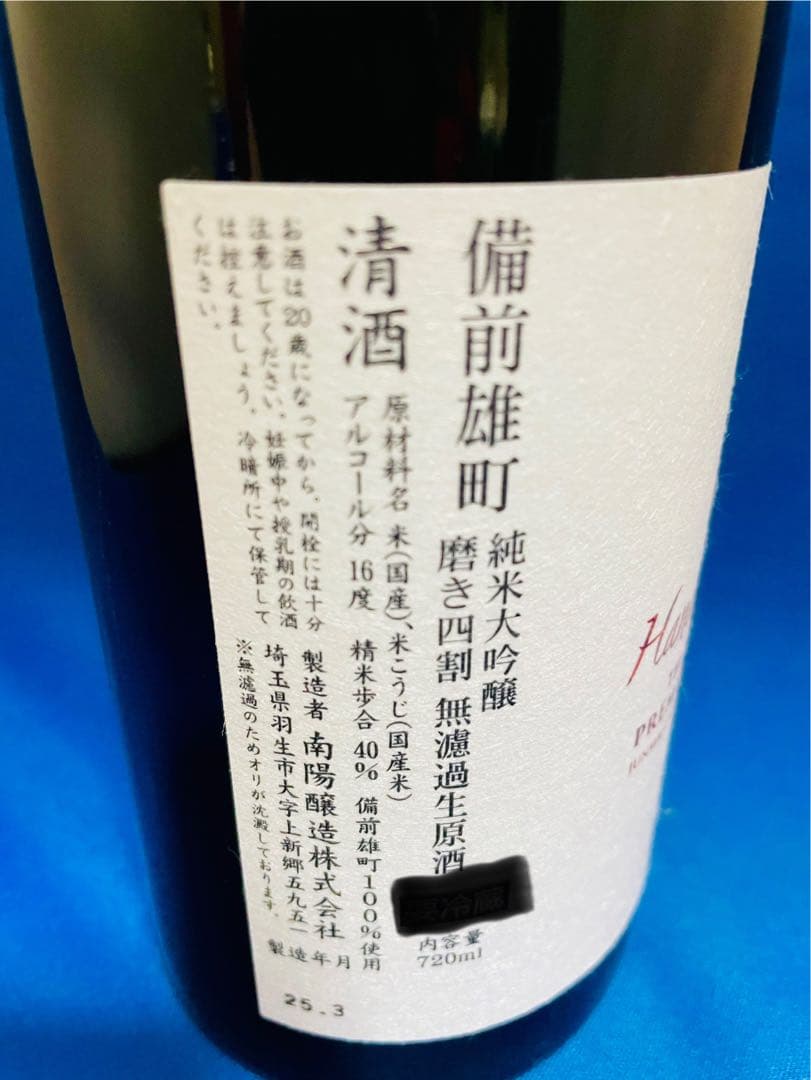 備前雄町
純米大吟醸
磨き四割 無濾過生原酒
要冷蔵
内容量
720ml
清酒
原材料名 米(国産)、米こうじ(国産米)
アルコール分 16度 精米歩合 40% 備前雄町100%使用
お酒は20歳になってから。開栓には十分
注意してください。妊娠中や授乳期の飲酒
は控えましょう。冷暗所にて保管して
ください。
製造者 南陽醸造株式会社
埼玉県羽生市大字上新郷五九五一
※無濾過のためオリが沈澱しております。
製造年月
25.3